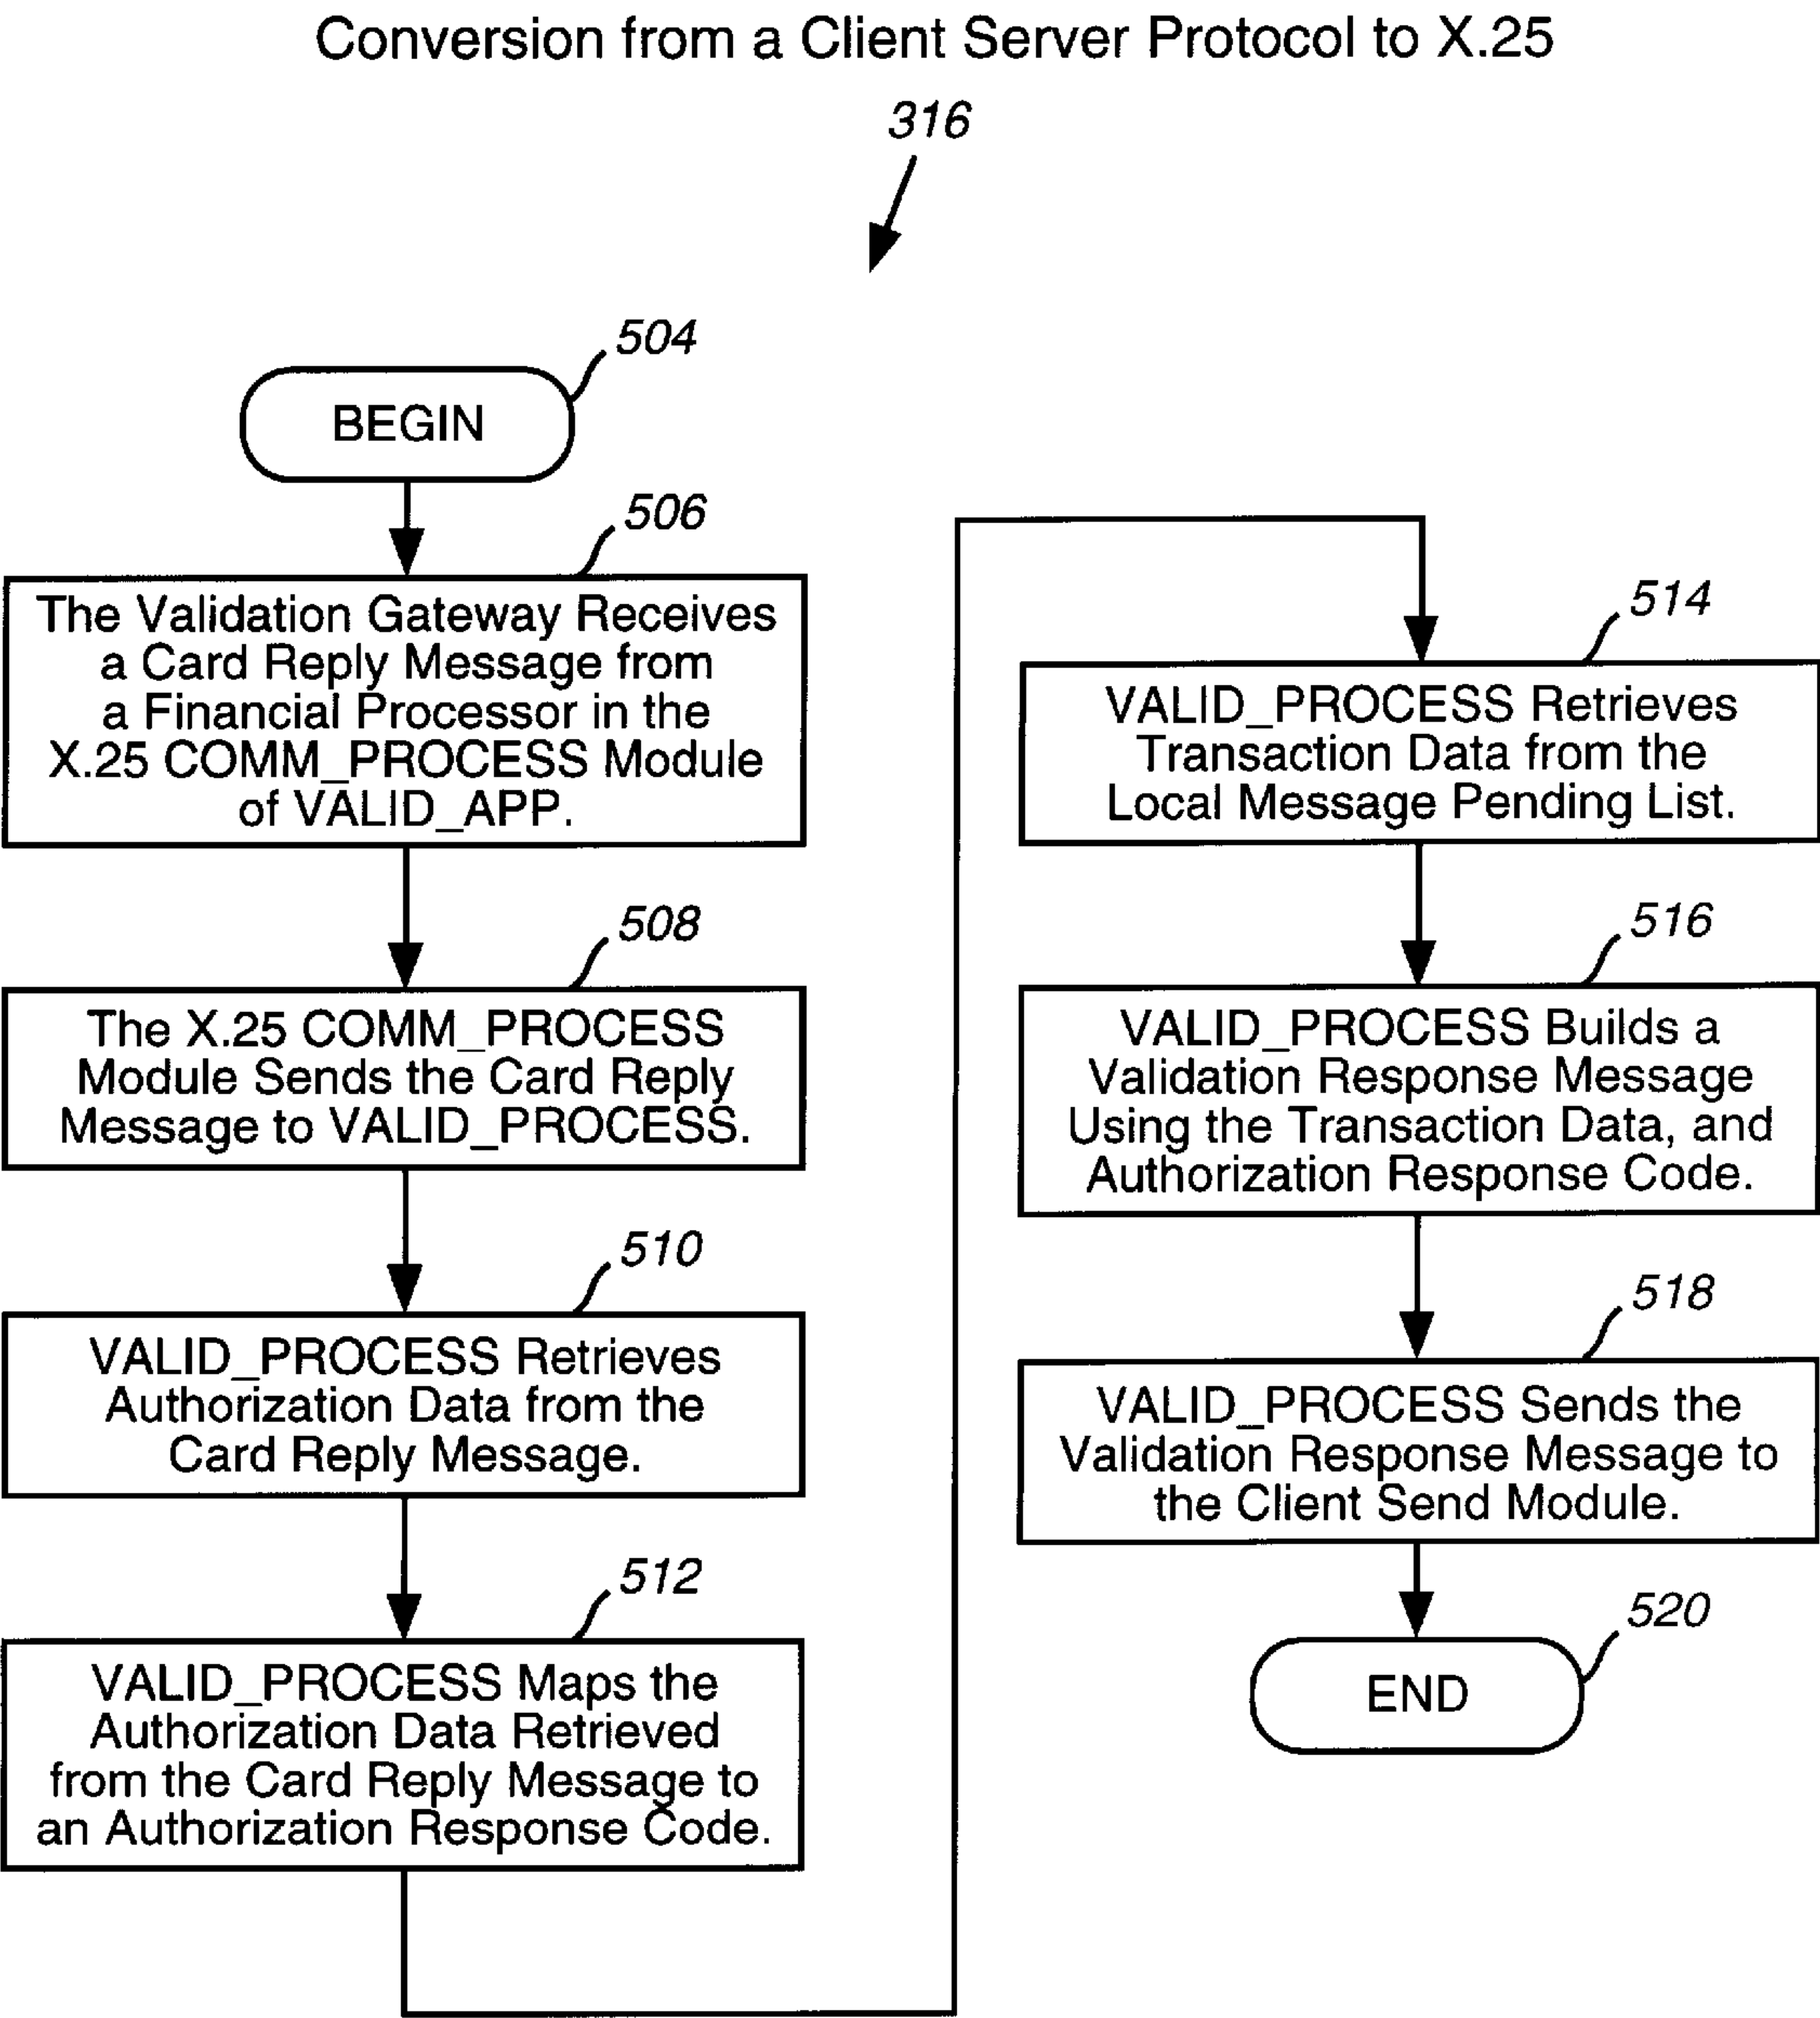 Conversion from a Client Server Protocol to X.25
316
504
BEGIN
506
The Validation Gateway Receives
a Card Reply Message from
a Financial Processor in the
X.25 COMM_PROCESS Module
of VALID_APP.
508
The X.25 COMM_PROCESS
Module Sends the Card Reply
Message to VALID_PROCESS.
510
VALID_PROCESS Retrieves
Authorization Data from the
Card Reply Message.
512
VALID_PROCESS Maps the
Authorization Data Retrieved
from the Card Reply Message to
an Authorization Response Code.
514
VALID_PROCESS Retrieves
Transaction Data from the
Local Message Pending List.
516
VALID_PROCESS Builds a
Validation Response Message
Using the Transaction Data, and
Authorization Response Code.
518
VALID_PROCESS Sends the
Validation Response Message to
the Client Send Module.
520
END